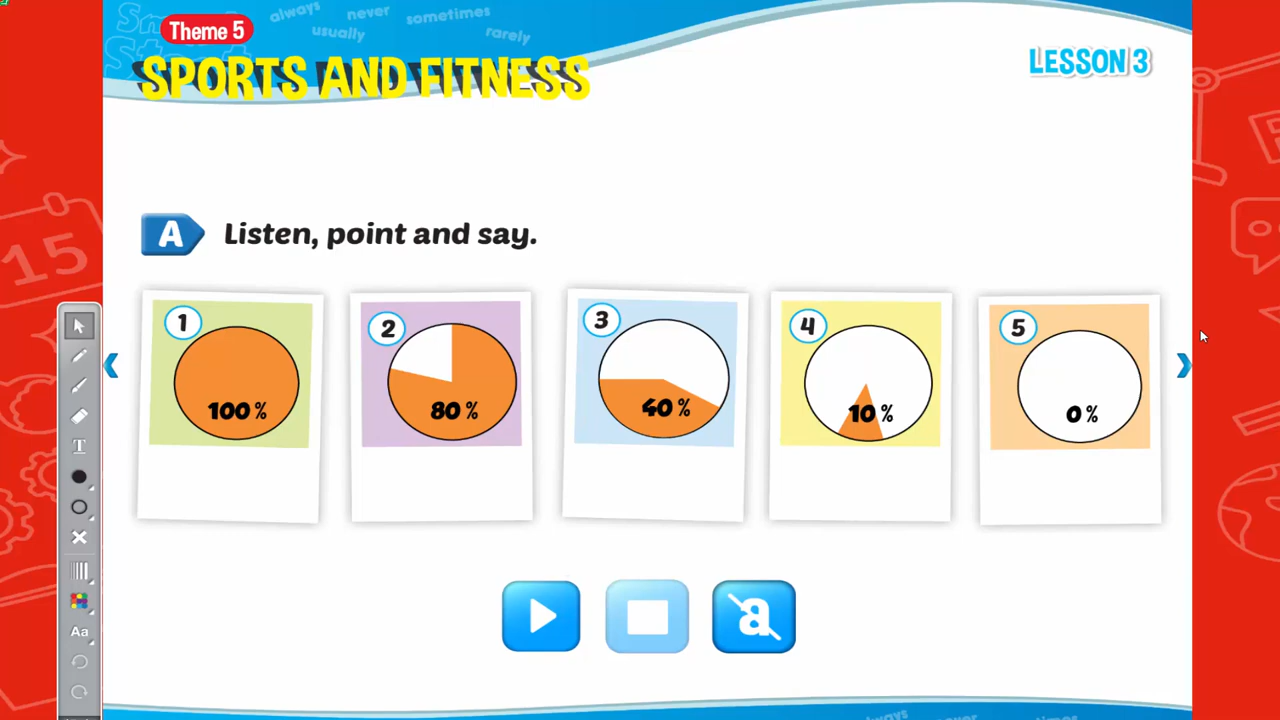 always never sometimes
usually rarely
Theme 5
SPORTS AND FITNESS
LESSON 3
15
A Listen, point and say.
1 2 3 4 5
100 % 80 % 40 % 10 % 0 %
T
Aa
a
always